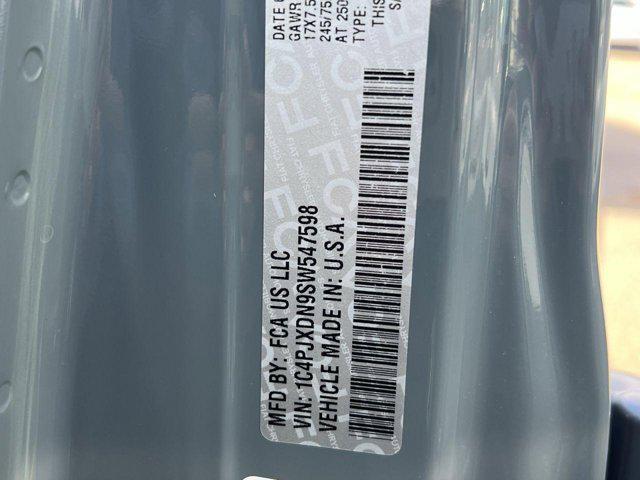 DATE
GAWR
17X7.5
245/75
AT 250
TYPE:
THIS
MFD BY: FCA US LLC
VIN: 1C4PJXDN9SW547598
VEHICLE MADE IN: U.S.A.